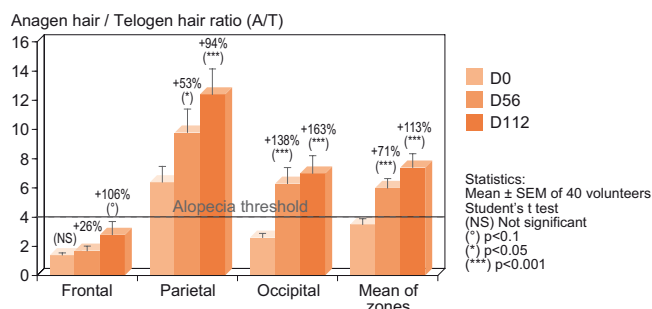 Anagen hair / Telogen hair ratio (A/T)
16
14
12
10
8
6
4
2
0
(NS)
+26%
+106%
(°)
+53%
(*)
+94%
(***)
+138%
(***)
+163%
(***)
+71%
(***)
+113%
(***)
Alopecia threshold
Frontal
Parietal
Occipital
Mean of
zones
D0
D56
D112
Statistics:
Mean ± SEM of 40 volunteers
Student's t test
(NS) Not significant
(°) p<0.1
(*) p<0.05
(***) p<0.001